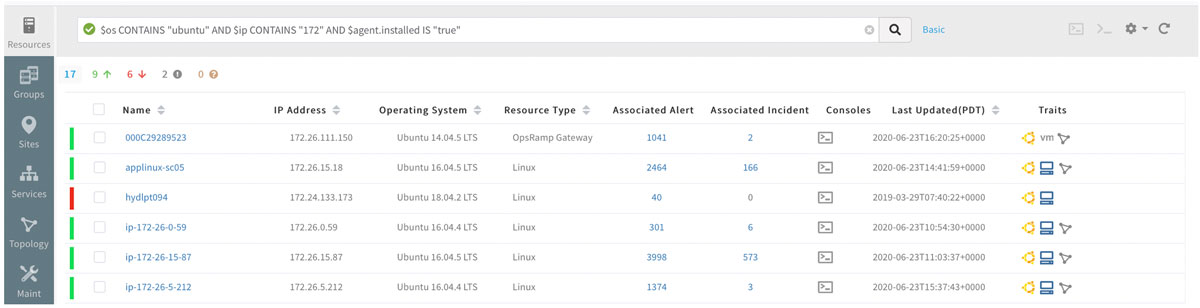 $os CONTAINS "ubuntu" AND $ip CONTAINS "172" AND $agent.installed IS "true" Basic
Resources
Groups
Sites
Services
Topology
Maint
17 9 6 2 0
Name IP Address Operating System Resource Type Associated Alert Associated Incident Consoles Last Updated(PDT) Traits
000C29289523 172.26.111.150 Ubuntu 14.04.5 LTS OpsRamp Gateway 1041 2 2020-06-23T16:20:25+0000 vm
applinux-sc05 172.26.15.18 Ubuntu 16.04.5 LTS Linux 2464 166 2020-06-23T14:41:59+0000
hydlpt094 172.24.133.173 Ubuntu 18.04.2 LTS Linux 40 0 2019-03-29T07:40:22+0000
ip-172-26-0-59 172.26.0.59 Ubuntu 16.04.4 LTS Linux 301 6 2020-06-23T10:54:30+0000
ip-172-26-15-87 172.26.15.87 Ubuntu 16.04.5 LTS Linux 3998 573 2020-06-23T11:03:37+0000
ip-172-26-5-212 172.26.5.212 Ubuntu 16.04.4 LTS Linux 1374 3 2020-06-23T15:37:43+0000